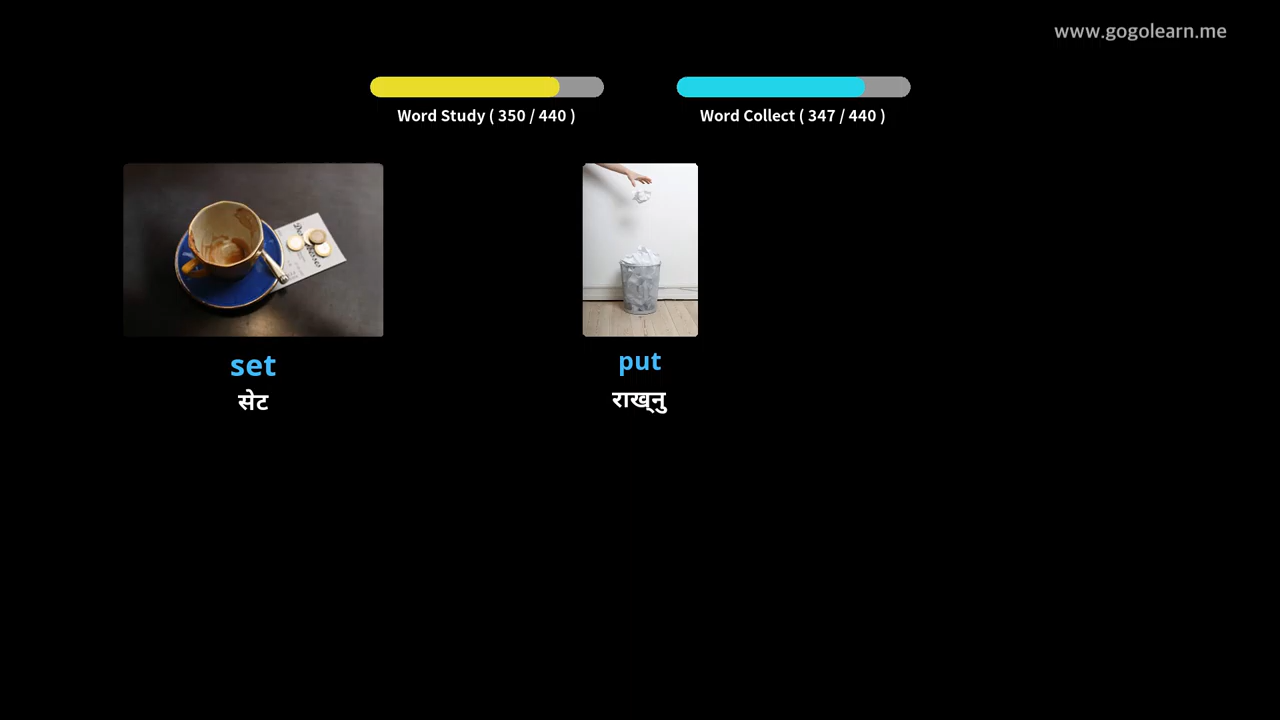 www.gogolearn.me
Word Study ( 350 / 440 )
Word Collect ( 347 / 440 )
set
सेट
put
राख्नु